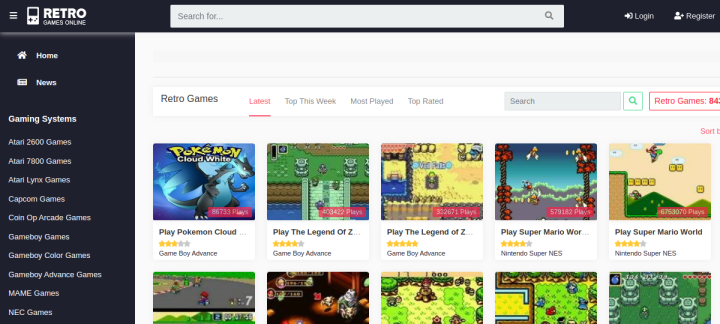 RETRO
GAMES ONLINE
Search for...
Login
Register
Home
News
Gaming Systems
Atari 2600 Games
Atari 7800 Games
Atari Lynx Games
Capcom Games
Coin Op Arcade Games
Gameboy Games
Gameboy Color Games
Gameboy Advance Games
MAME Games
NEC Games
Retro Games
Latest
Top This Week
Most Played
Top Rated
Search
Retro Games: 843
Sort b
POKéMON
Cloud White
86733 Plays
403422 Plays
332671 Plays
579182 Plays
6753070 Plays
Play Pokemon Cloud ...
Play The Legend Of Z...
Play The Legend of Z...
Play Super Mario Wor...
Play Super Mario World
Game Boy Advance
Game Boy Advance
Game Boy Advance
Nintendo Super NES
Nintendo Super NES